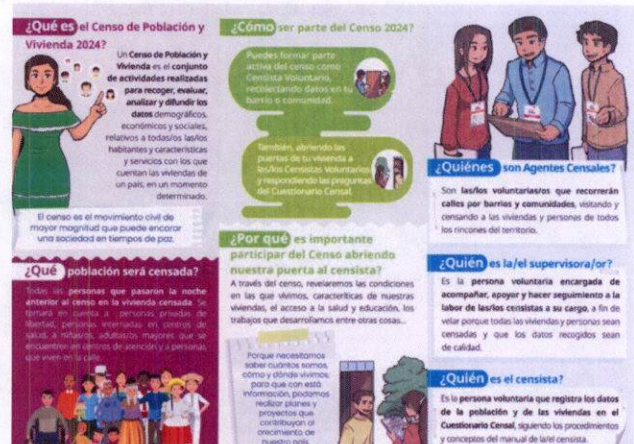 ¿Qué es el Censo de Población y
Vivienda 2024?
Un Censo de Población y
Vivienda es el conjunto
de actividades realizadas
para recoger, evaluar,
analizar y difundir los
datos demográficos,
económicos y sociales,
relativos a todas/os las/los
habitantes y características
y servicios con los que
cuentan las viviendas de
un país, en un momento
determinado.
El censo es el movimiento civil de
mayor magnitud que puede encarar
una sociedad en tiempos de paz.
¿Qué población será censada?
Todas las personas que pasaron la noche
anterior al censo en la vivienda censada. Se
tomará en cuenta a personas privadas de
libertad, personas internadas en centros de
salud, a niñas/os, adultas/os mayores que se
encuentren en centros de atención y a personas
que viven en la calle.
¿Cómo ser parte del Censo 2024?
Puedes formar parte
activa del censo como
Censista Voluntario,
recolectando datos en tu
barrio o comunidad.
También, abriendo las
puertas de tu vivienda a
las/los Censistas Voluntarios
y respondiendo las preguntas
del Cuestionario Censal.
¿Por qué es importante
participar del Censo abriendo
nuestra puerta al censista?
A través del censo, revelaremos las condiciones
en las que vivimos, características de nuestras
viviendas, el acceso a la salud y educación, los
trabajos que desarrollamos entre otras cosas...
Porque necesitamos
saber cuántos somos,
cómo y dónde vivimos,
para que con está
información, podamos
realizar planes y
proyectos que
contribuyan al
crecimiento de
nuestro país.
¿Quiénes son Agentes Censales?
Son las/los voluntarias/os que recorrerán
calles por barrios y comunidades, visitando y
censando a las viviendas y personas de todos
los rincones del territorio.
¿Quién es la/el supervisora/or?
Es la persona voluntaria encargada de
acompañar, apoyar y hacer seguimiento a la
labor de las/los censistas a su cargo, a fin de
velar porque todas las viviendas y personas sean
censadas y que los datos recogidos sean
de calidad.
¿Quién es el censista?
Es la persona voluntaria que registra los datos
de la población y de las viviendas en el
Cuestionario Censal, siguiendo los procedimientos
y conceptos del manual de la/el censista.